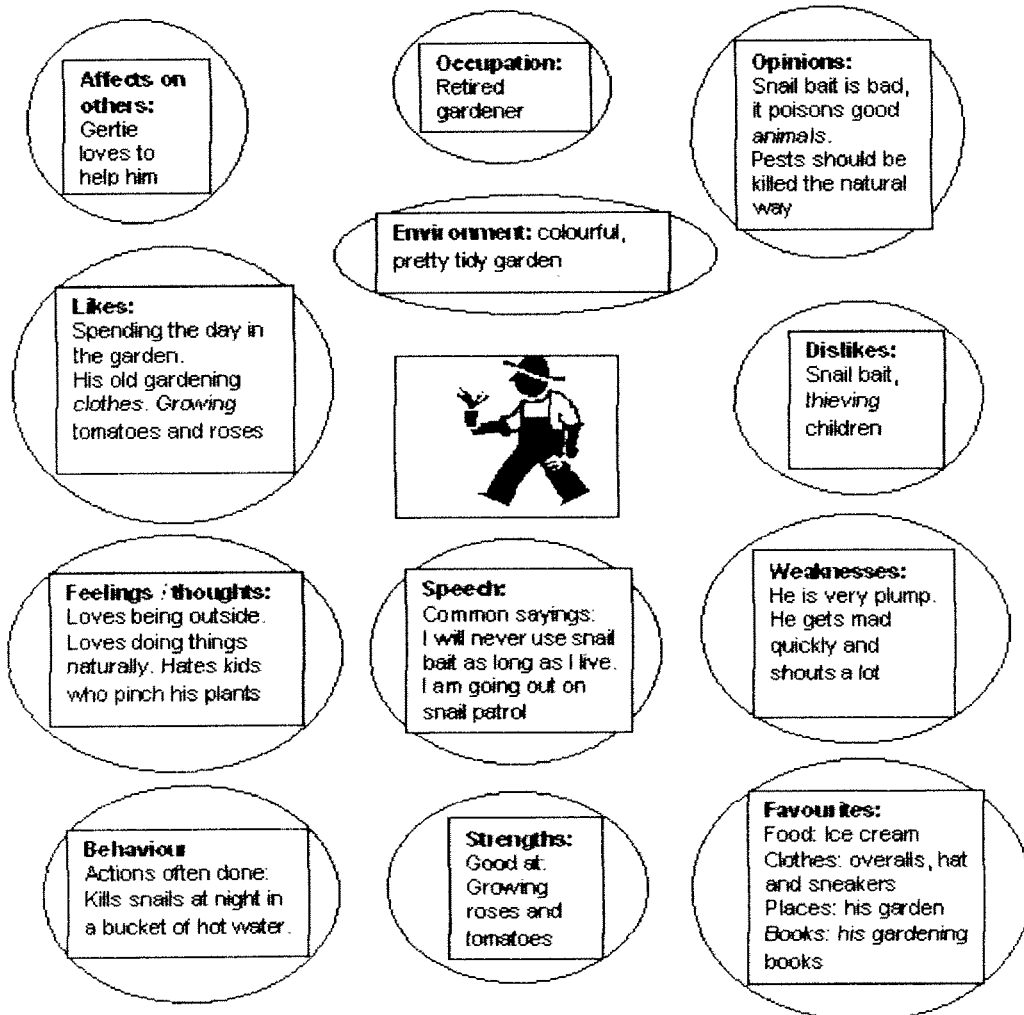 Affects on
others:
Gertie
loves to
help him
Occupation:
Retired
gardener
Opinions:
Snail bait is bad,
it poisons good
animals.
Pests should be
killed the natural
way
Environment: colourful,
pretty tidy garden
Likes:
Spending the day in
the garden.
His old gardening
clothes. Growing
tomatoes and roses
Dislikes:
Snail bait,
thieving
children
Feelings / thoughts:
Loves being outside.
Loves doing things
naturally. Hates kids
who pinch his plants
Speech:
Common sayings:
I will never use snail
bait as long as I live.
I am going out on
snail patrol
Weaknesses:
He is very plump.
He gets mad
quickly and
shouts a lot
Behaviour
Actions often done:
Kills snails at night in
a bucket of hot water.
Strengths:
Good at:
Growing
roses and
tomatoes
Favourites:
Food: Ice cream
Clothes: overalls, hat
and sneakers
Places: his garden
Books: his gardening
books